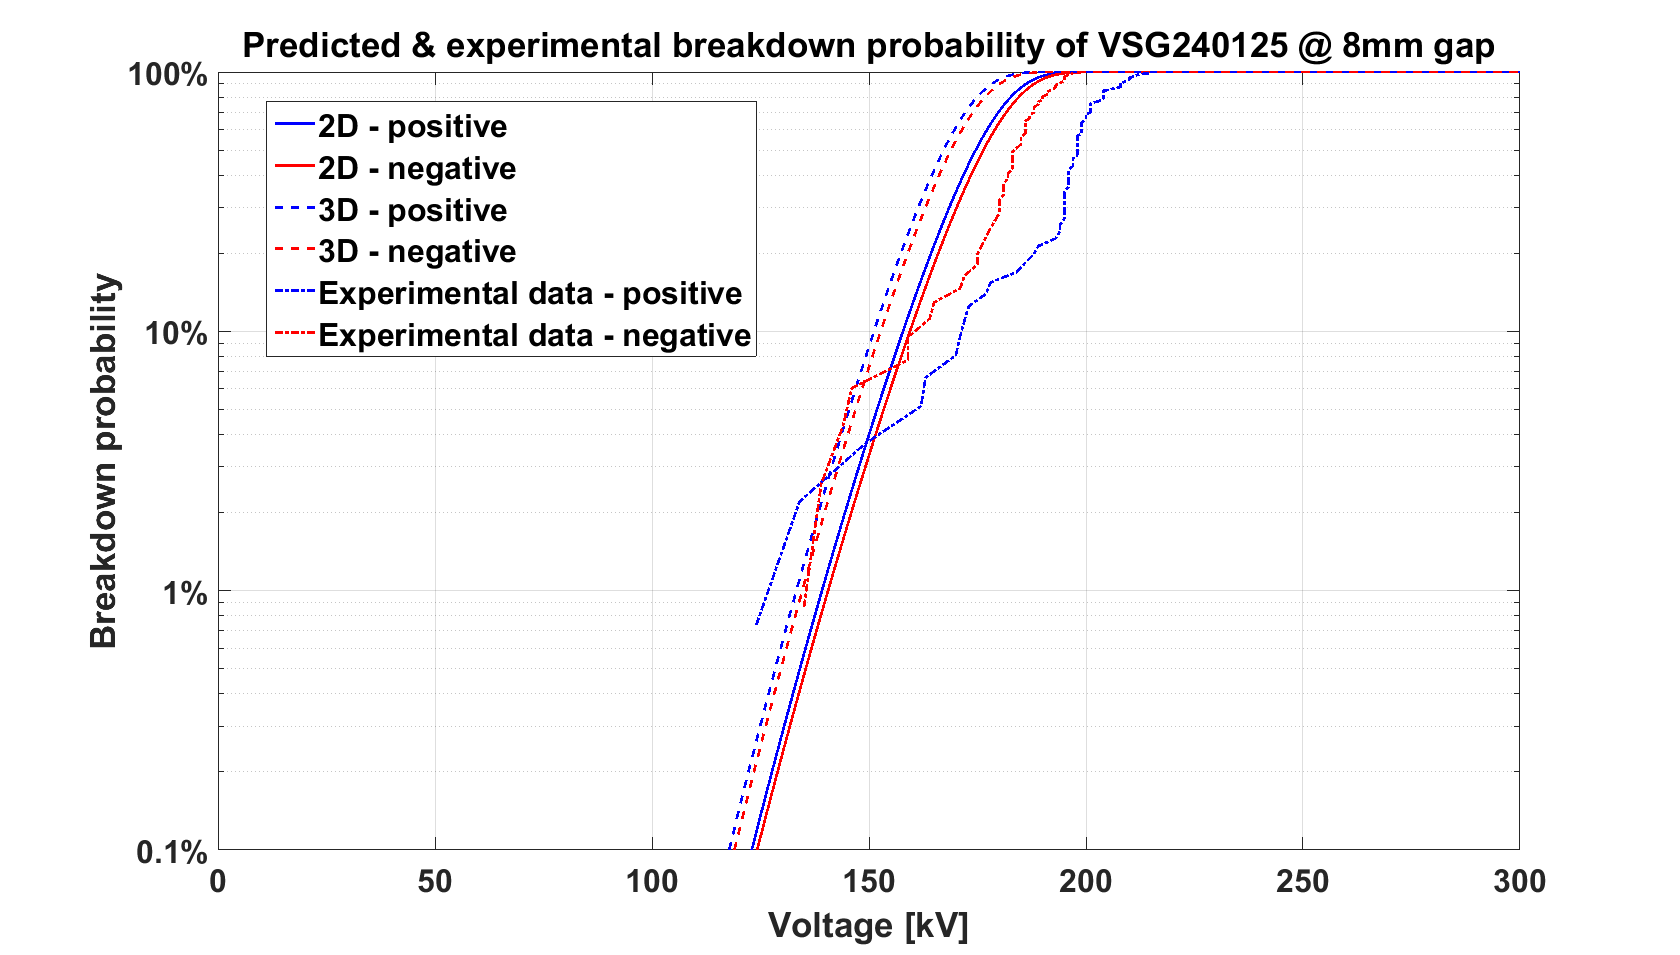 Predicted & experimental breakdown probability of VSG240125 @ 8mm gap
100%
10%
1%
0.1%
Breakdown probability
2D - positive
2D - negative
3D - positive
3D - negative
Experimental data - positive
Experimental data - negative
0 50 100 150 200 250 300
Voltage [kV]